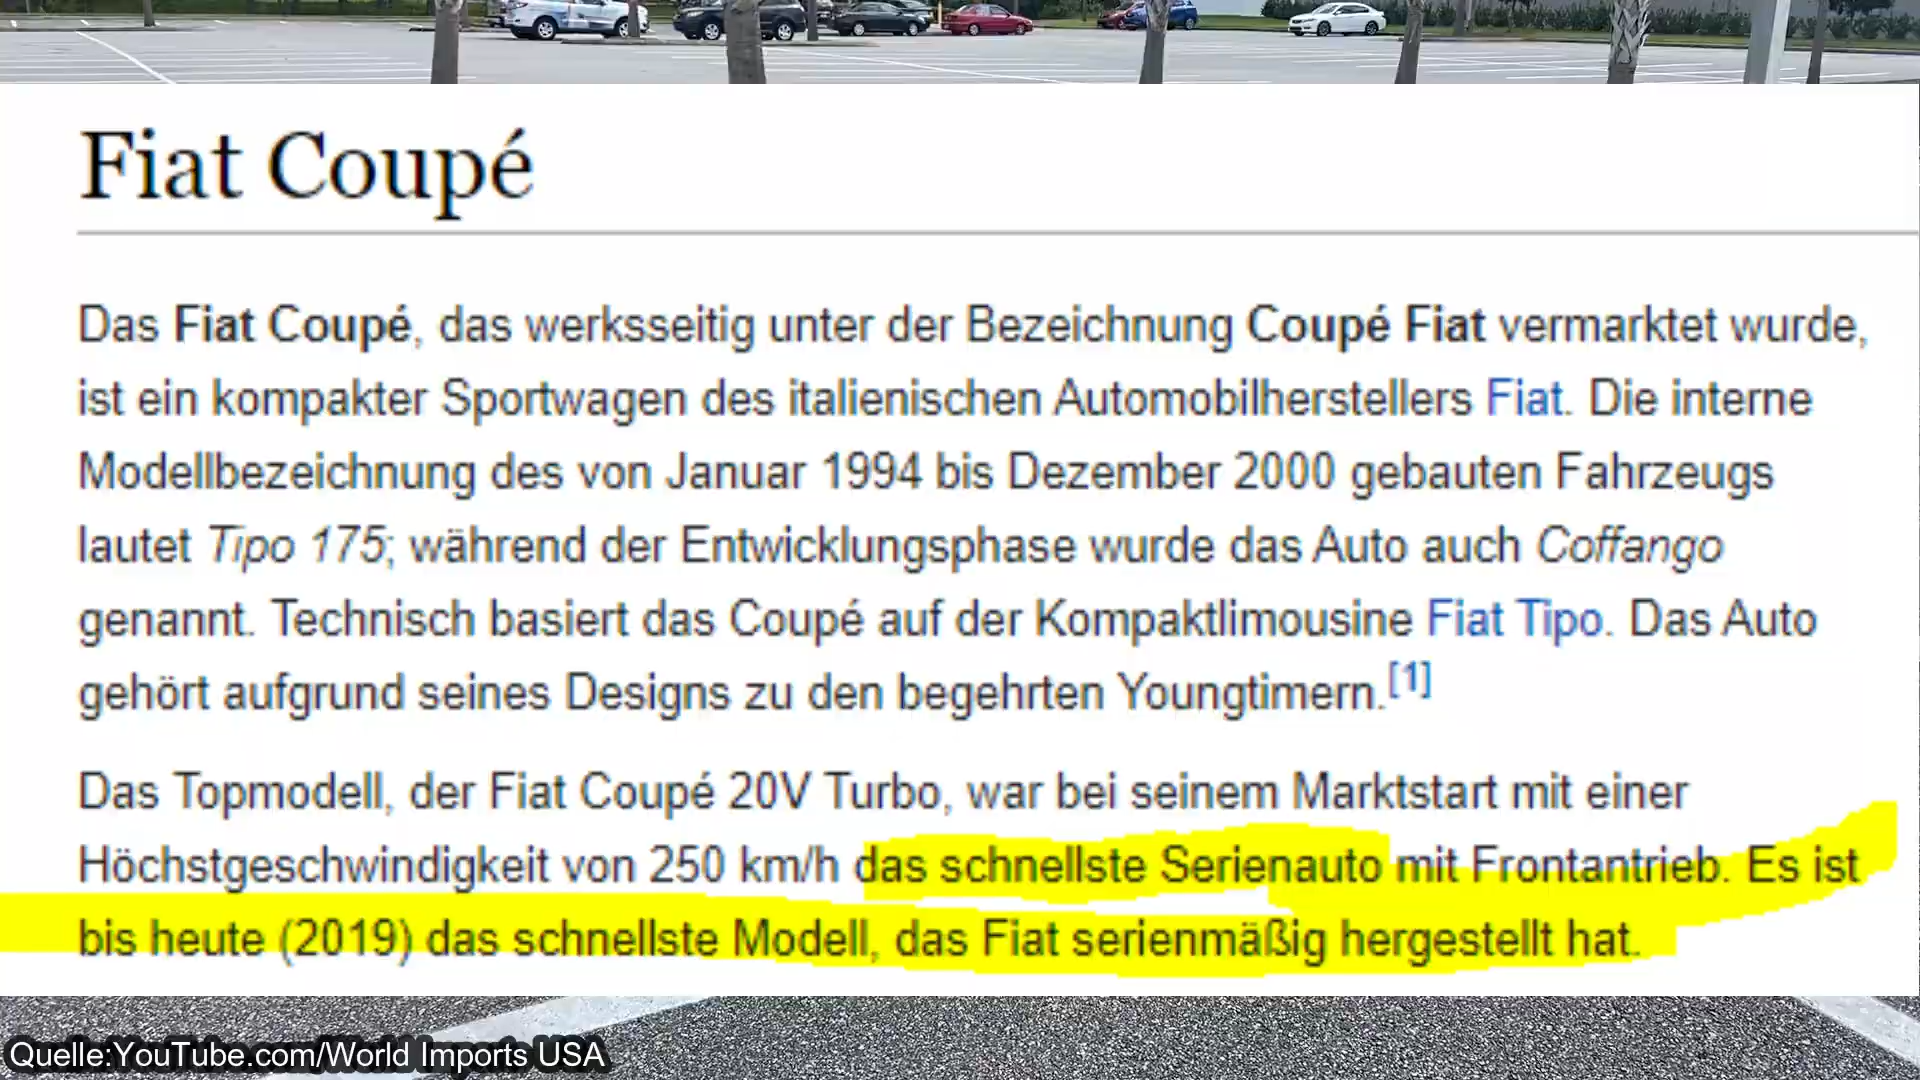 Fiat Coupé
Das Fiat Coupé, das werksseitig unter der Bezeichnung Coupé Fiat vermarktet wurde,
ist ein kompakter Sportwagen des italienischen Automobilherstellers Fiat. Die interne
Modellbezeichnung des von Januar 1994 bis Dezember 2000 gebauten Fahrzeugs
lautet Tipo 175; während der Entwicklungsphase wurde das Auto auch Coffango
genannt. Technisch basiert das Coupé auf der Kompaktlimousine Fiat Tipo. Das Auto
gehört aufgrund seines Designs zu den begehrten Youngtimern.[1]
Das Topmodell, der Fiat Coupé 20V Turbo, war bei seinem Marktstart mit einer
Höchstgeschwindigkeit von 250 km/h das schnellste Serienauto mit Frontantrieb. Es ist
bis heute (2019) das schnellste Modell, das Fiat serienmäßig hergestellt hat.
Quelle:YouTube.com/World Imports USA